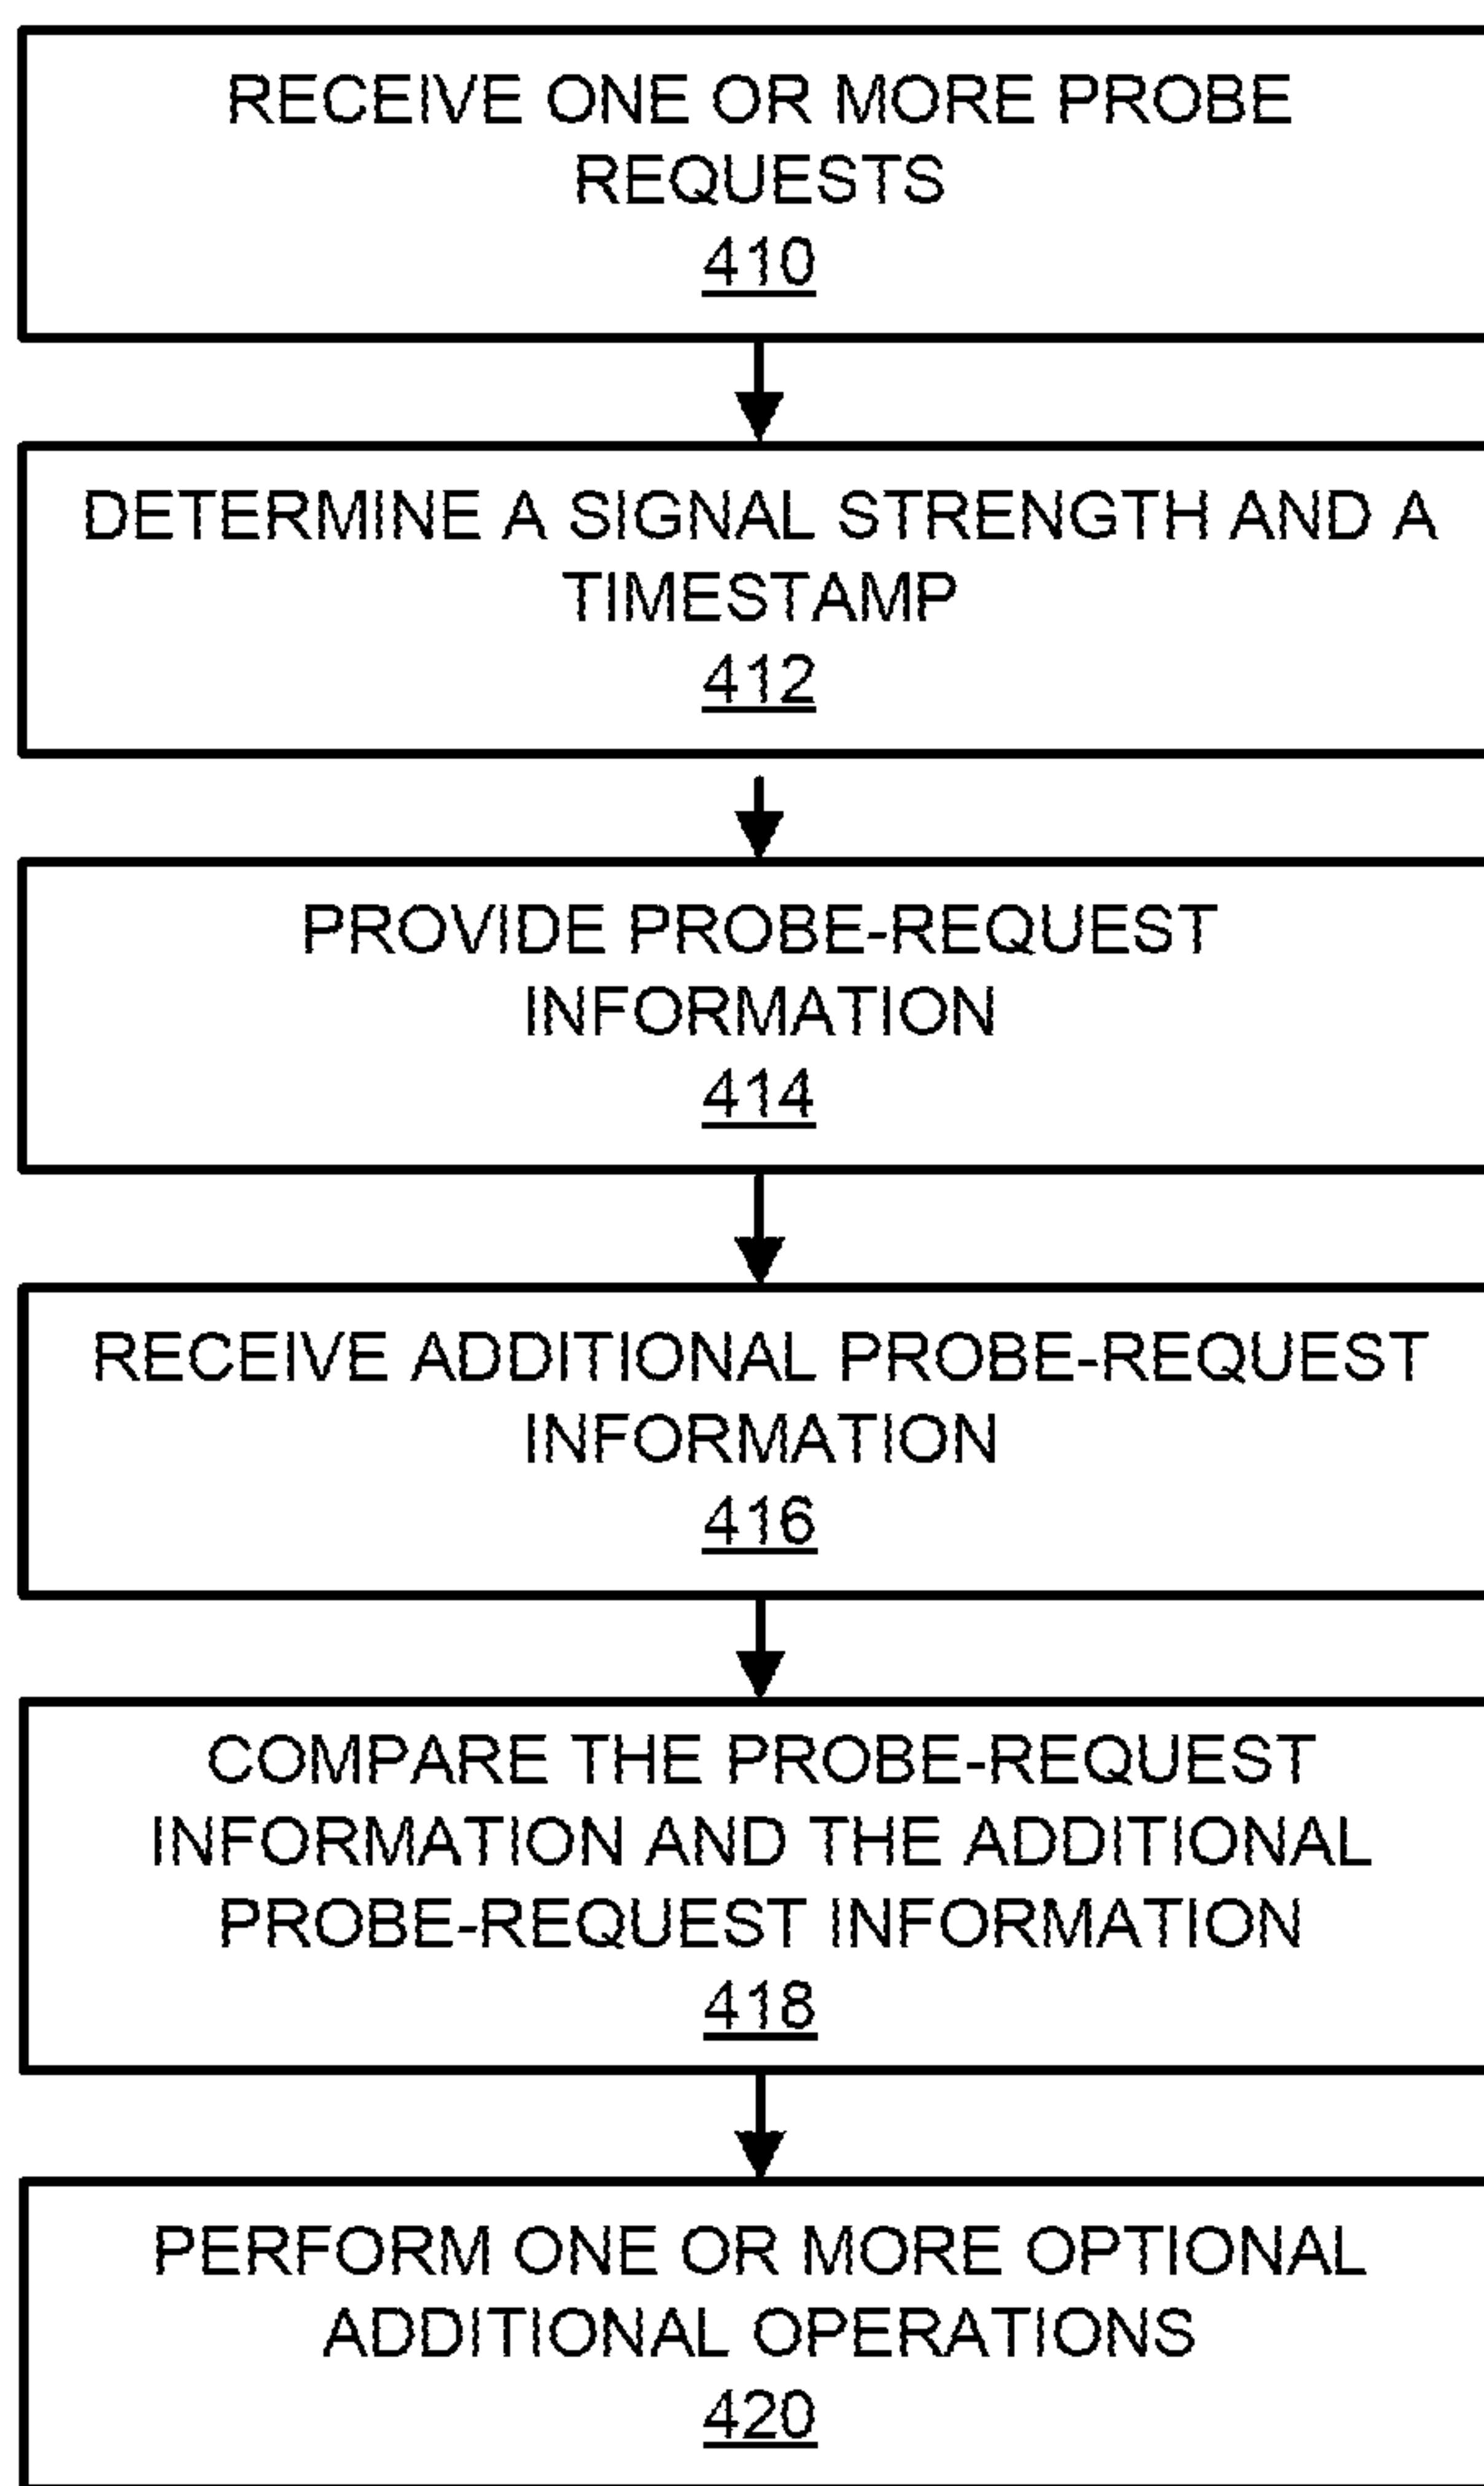 RECEIVE ONE OR MORE PROBE
REQUESTS
410
DETERMINE A SIGNAL STRENGTH AND A
TIMESTAMP
412
PROVIDE PROBE-REQUEST
INFORMATION
414
RECEIVE ADDITIONAL PROBE-REQUEST
INFORMATION
416
COMPARE THE PROBE-REQUEST
INFORMATION AND THE ADDITIONAL
PROBE-REQUEST INFORMATION
418
PERFORM ONE OR MORE OPTIONAL
ADDITIONAL OPERATIONS
420